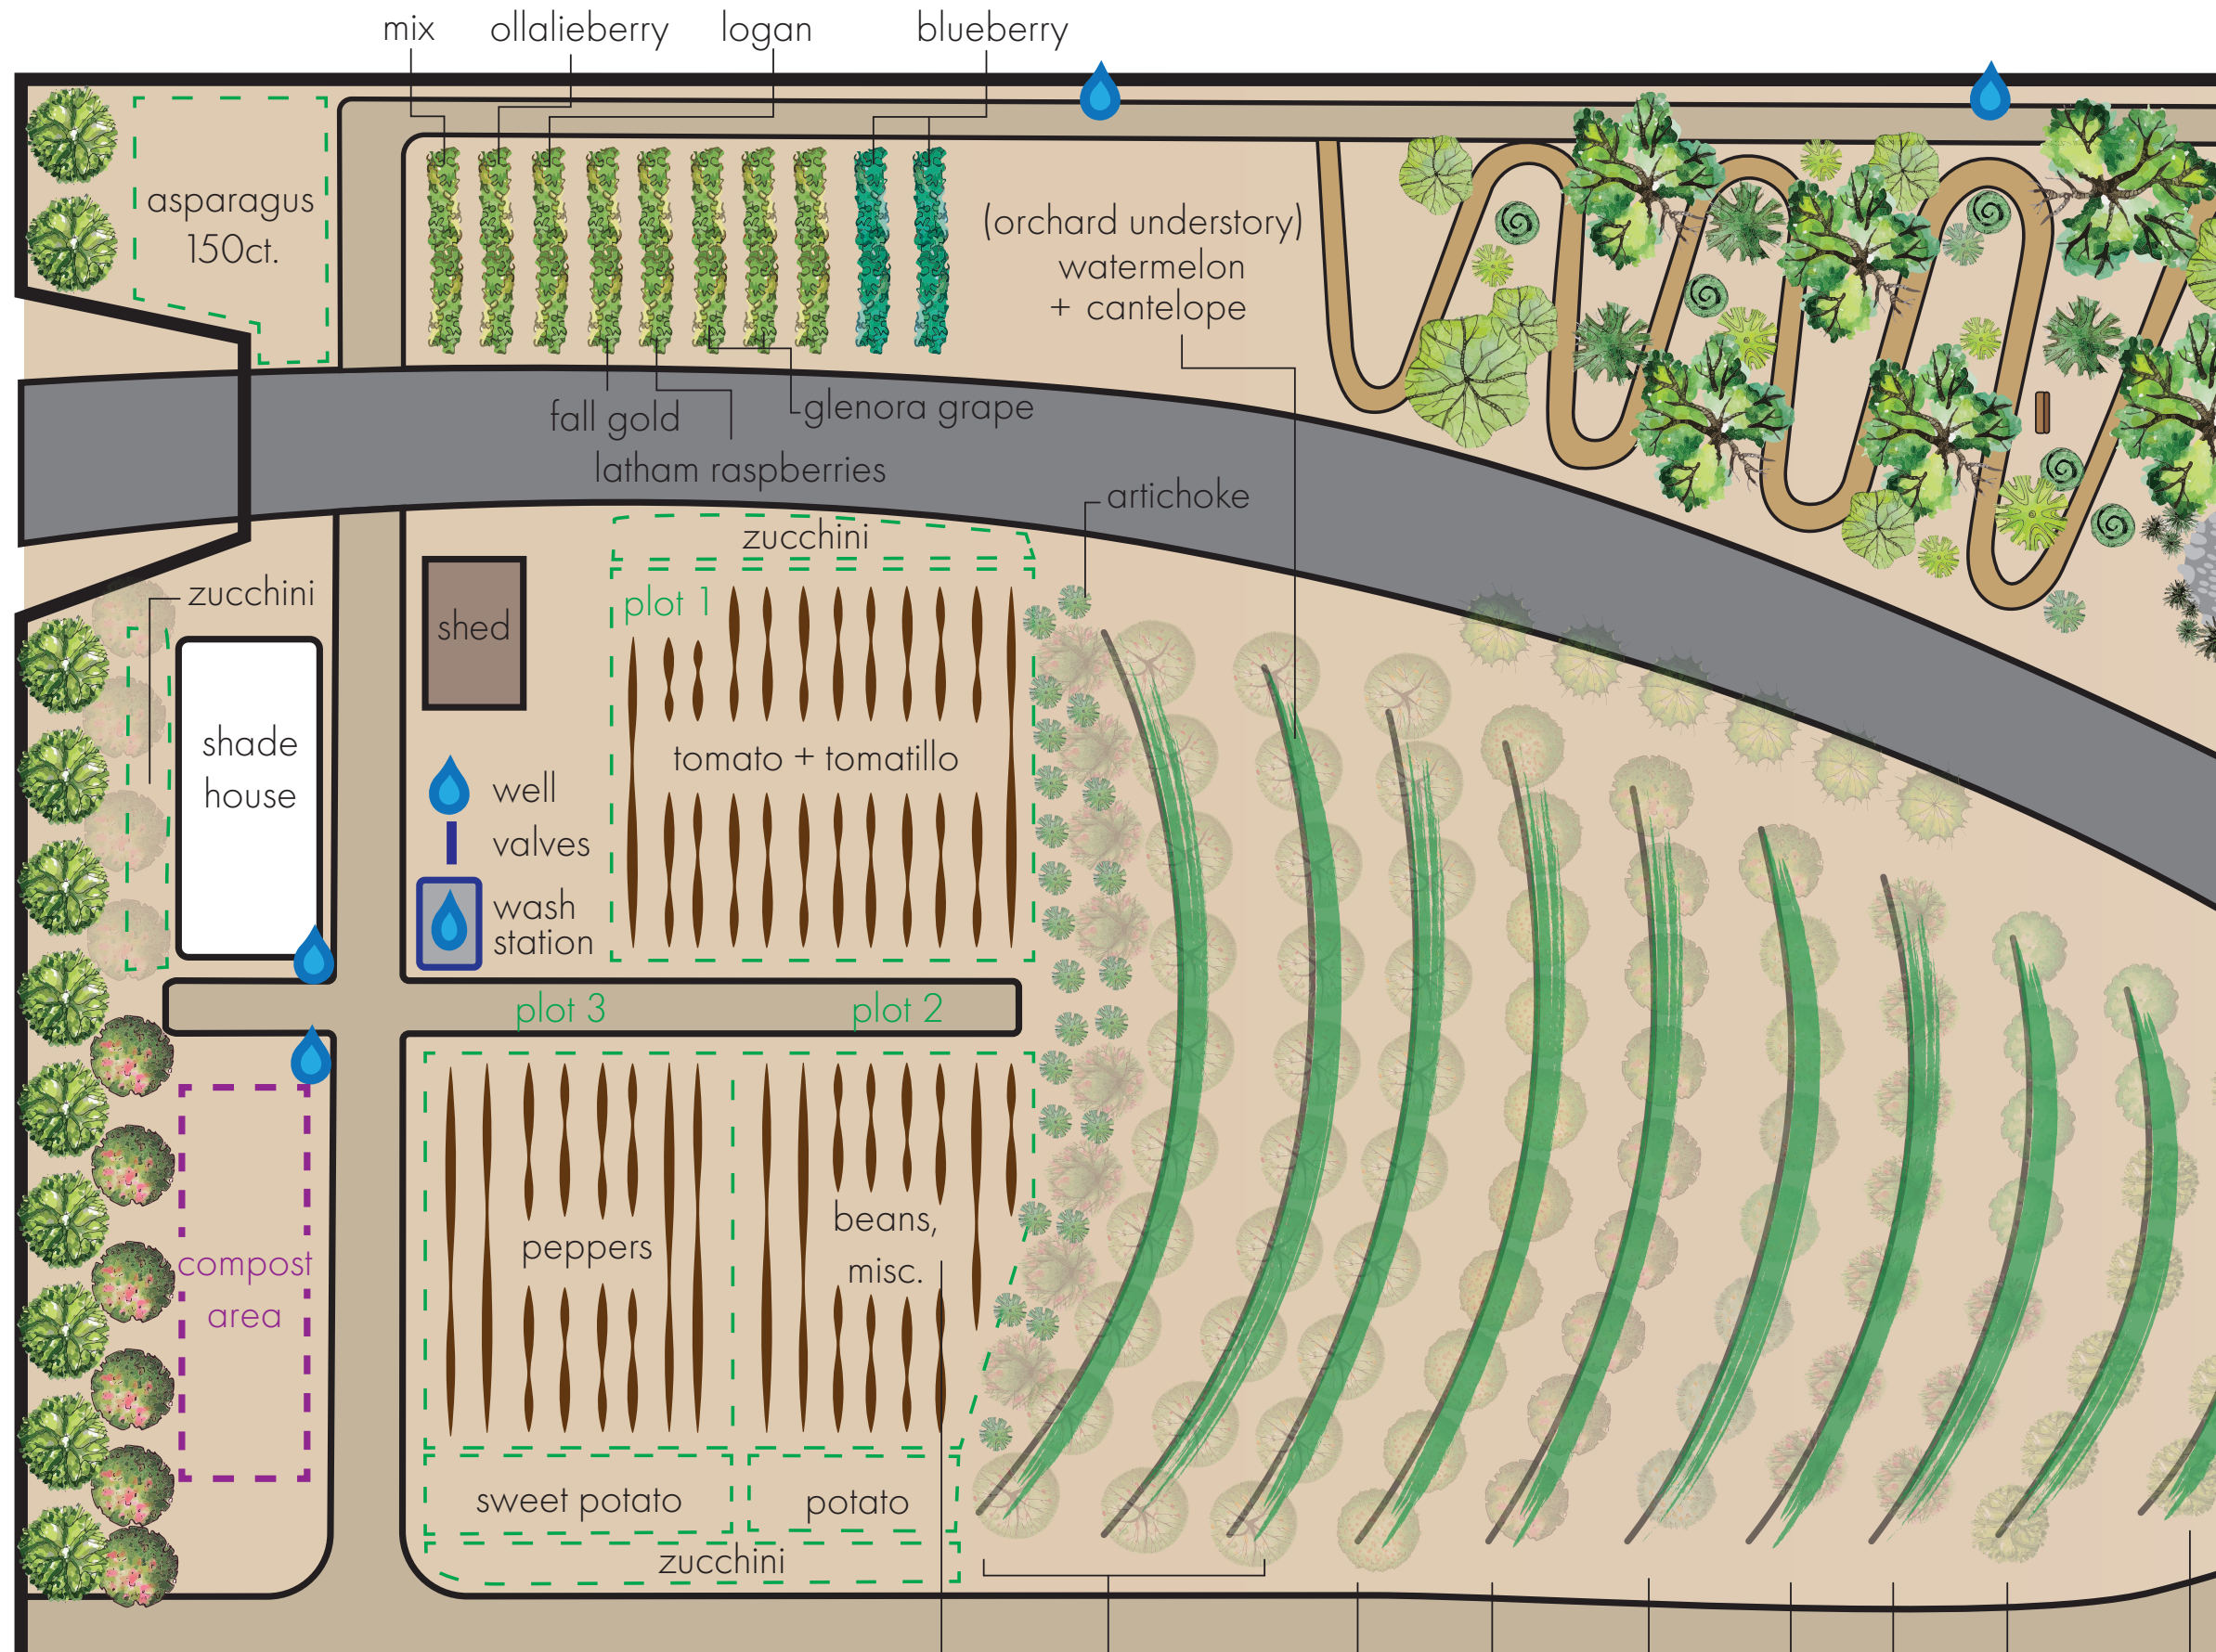 mix
ollalieberry
logan
blueberry
asparagus
150ct.
(orchard understory)
watermelon
+ cantelope
fall gold
glenora grape
latham raspberries
artichoke
zucchini
zucchini
plot 1
shed
shade
house
tomato + tomatillo
well
valves
wash
station
plot 3
plot 2
beans,
misc.
peppers
compost
area
sweet potato
potato
zucchini